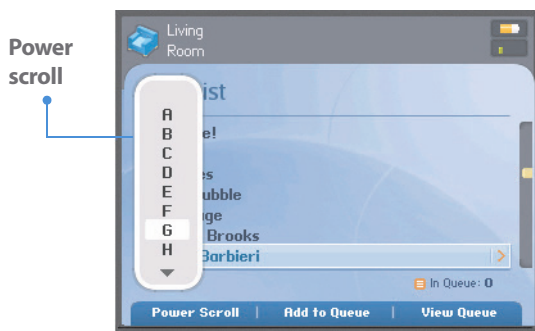 Power
scroll
Living
Room
ist
A
B
C
D
E
F
G
H
e!
es
ubble
ge
Brooks
Barbieri
In Queue: 0
Power Scroll | Add to Queue | View Queue